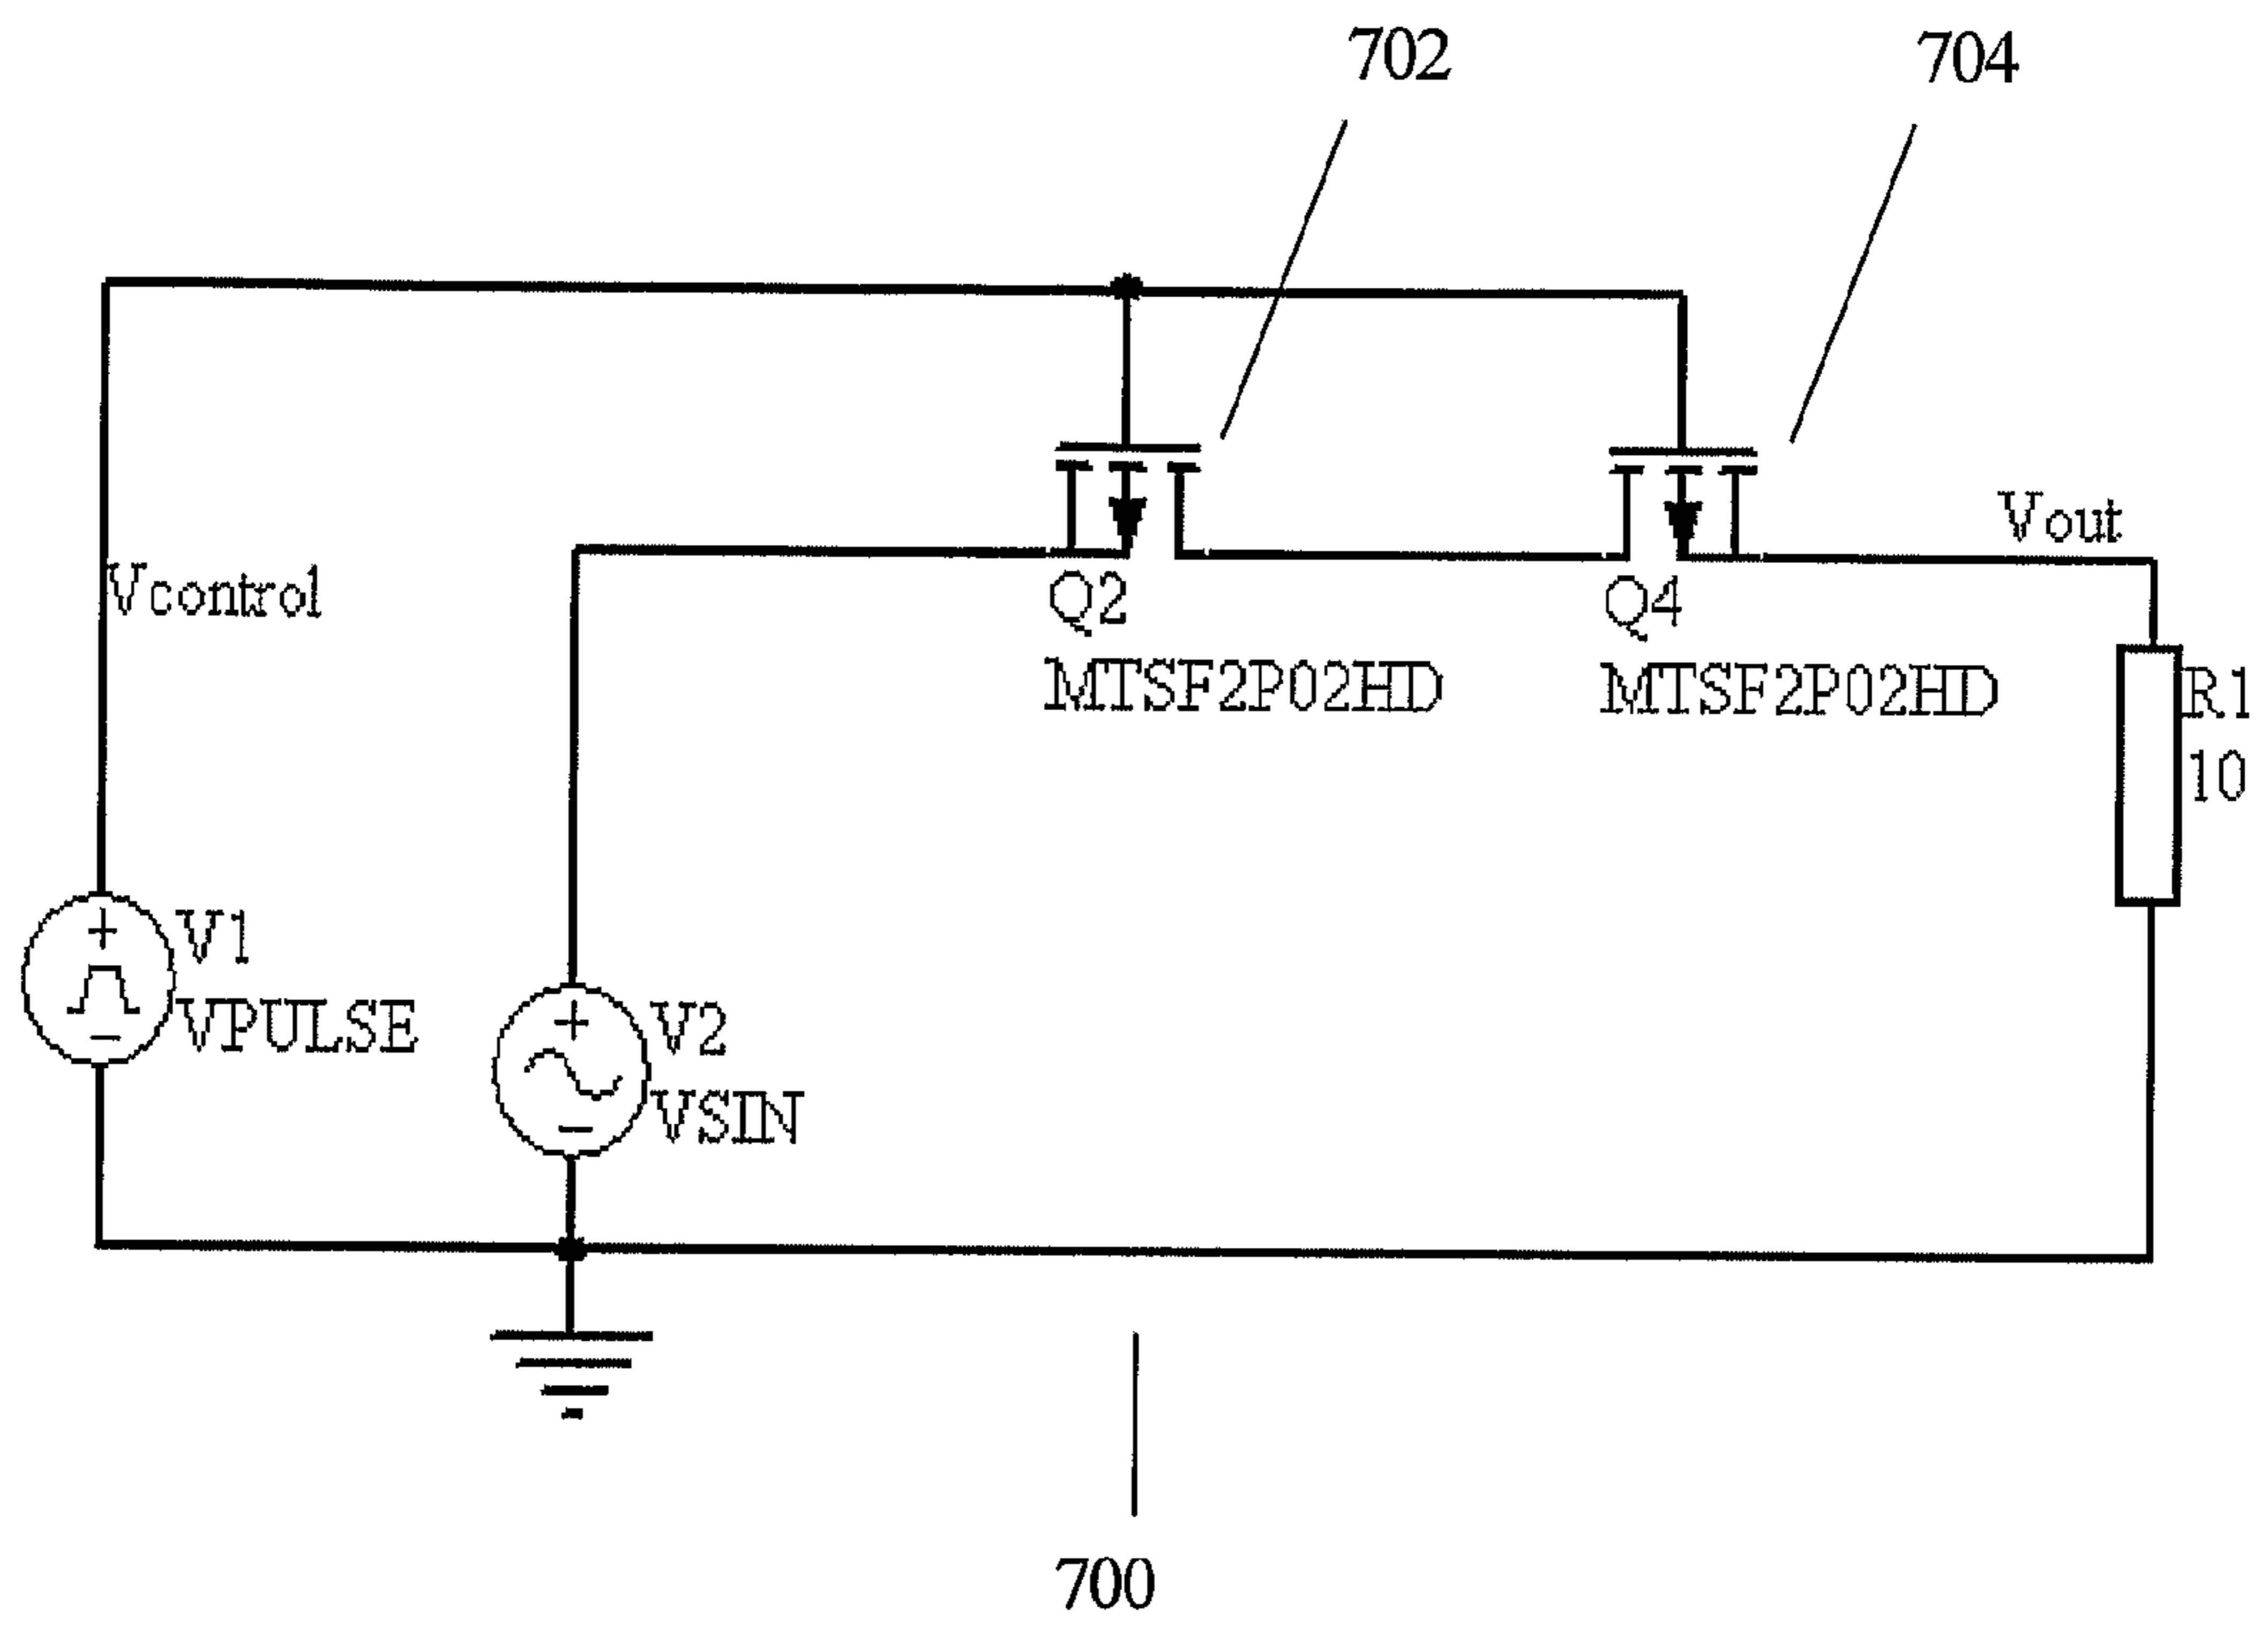 702
704
Vcontrol
Vout
Q2
MTSF2P02HD
Q4
MTSF2P02HD
R1
10
V1
VPULSE
V2
VSIN
700